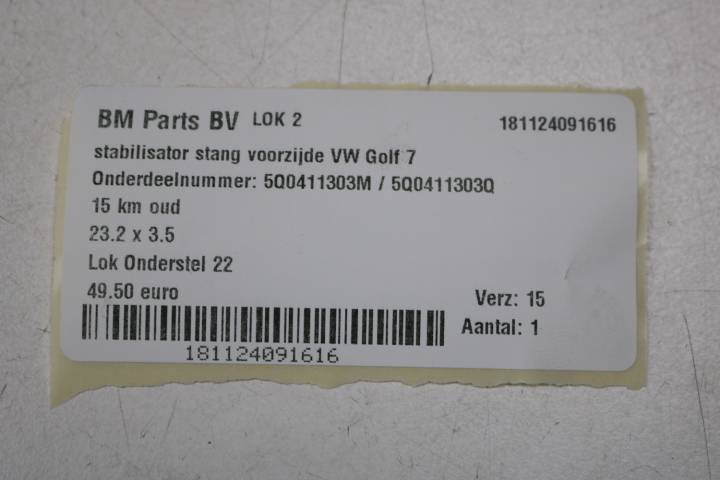 BM Parts BV LOK 2 181124091616
stabilisator stang voorzijde VW Golf 7
Onderdeelnummer: 5Q0411303M / 5Q0411303Q
15 km oud
23.2 x 3.5
Lok Onderstel 22
49.50 euro Verz: 15
Aantal: 1
181124091616